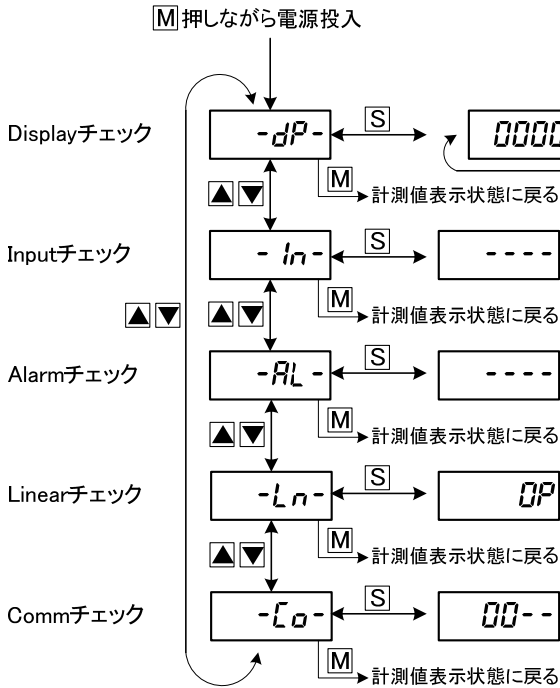 M 押しながら電源投入
Displayチェック
-dP-
S
0000
▲ ▼
M
計測値表示状態に戻る
Inputチェック
-In-
S
----
▲ ▼
▲ ▼
M
計測値表示状態に戻る
Alarmチェック
-AL-
S
----
▲ ▼
M
計測値表示状態に戻る
Linearチェック
-Ln-
S
OP
▲ ▼
M
計測値表示状態に戻る
Commチェック
-Co-
S
00--
M
計測値表示状態に戻る